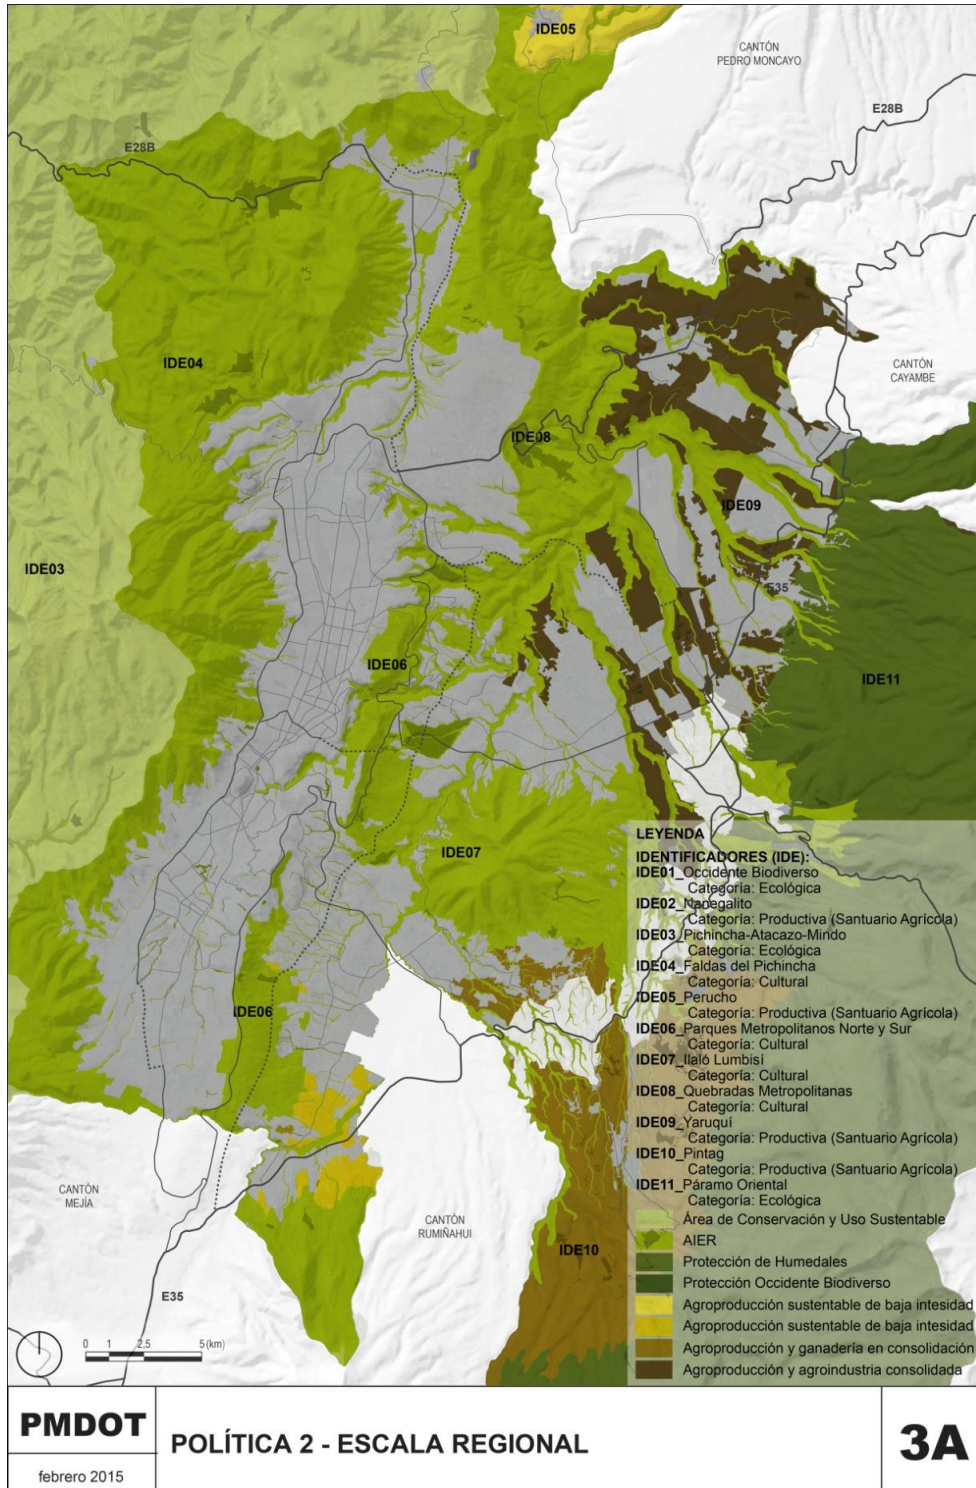 IDE05
CANTÓN
PEDRO MONCAYO
E28B
E28B
IDE04
CANTÓN
CAYAMBE
IDE08
IDE09
IDE03
E35
IDE06
IDE11
IDE07
IDE06
LEYENDA
IDENTIFICADORES (IDE):
IDE01_Occidente Biodiverso
Categoría: Ecológica
IDE02_Nanegalito
Categoría: Productiva (Santuario Agrícola)
IDE03_Pichincha-Atacazo-Mindo
Categoría: Ecológica
IDE04_Faldas del Pichincha
Categoría: Cultural
IDE05_Perucho
Categoría: Productiva (Santuario Agrícola)
IDE06_Parques Metropolitanos Norte y Sur
Categoría: Cultural
IDE07_Ilaló Lumbisí
Categoría: Cultural
IDE08_Quebradas Metropolitanas
Categoría: Cultural
IDE09_Yaruquí
Categoría: Productiva (Santuario Agrícola)
IDE10_Pintag
Categoría: Productiva (Santuario Agrícola)
IDE11_Páramo Oriental
Categoría: Ecológica
Área de Conservación y Uso Sustentable
AIER
Protección de Humedales
Protección Occidente Biodiverso
Agroproducción sustentable de baja intesidad
Agroproducción sustentable de baja intesidad
Agroproducción y ganadería en consolidación
Agroproducción y agroindustria consolidada
CANTÓN
MEJÍA
CANTÓN
RUMIÑAHUI
IDE10
E35
0 1 2,5 5 (km)
PMDOT
febrero 2015
POLÍTICA 2 - ESCALA REGIONAL
3A